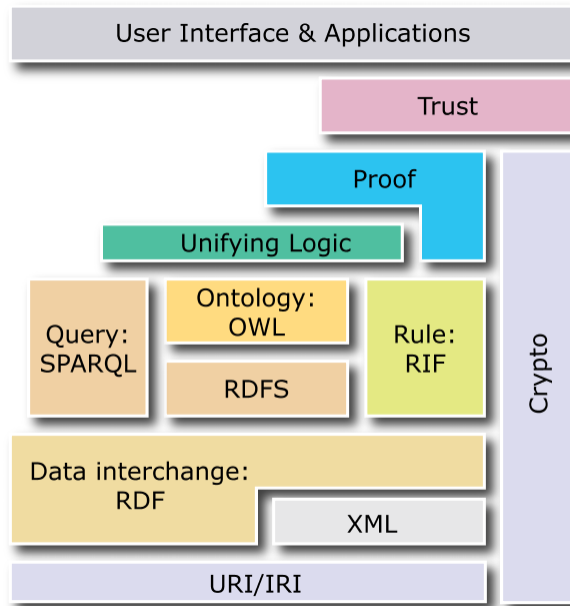 User Interface & Applications
Trust
Proof
Unifying Logic
Ontology:
OWL
Query:
SPARQL
Rule:
RIF
RDFS
Crypto
Data interchange:
RDF
XML
URI/IRI